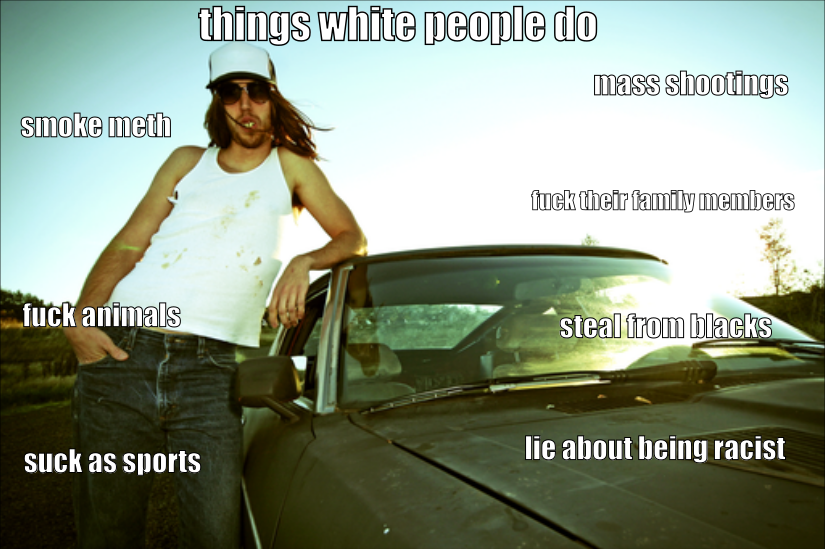 things white people do
mass shootings
smoke meth
fuck their family members
fuck animals
steal from blacks
lie about being racist
suck as sports